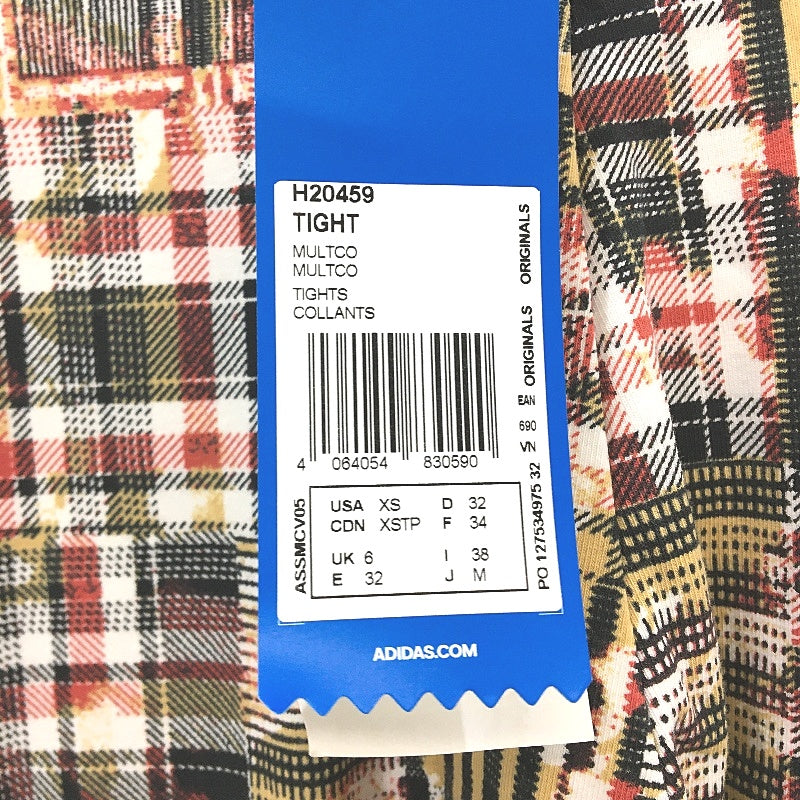 H20459
TIGHT
MULTCO
MULTCO
TIGHTS
COLLANTS
4 064054 830590
USA XS D 32
CDN XSTP F 34
UK 6 I 38
E 32 J M
ASSMCV05
ORIGINALS ORIGINALS
EAN
690
VN
PO 127534975 32
ADIDAS.COM